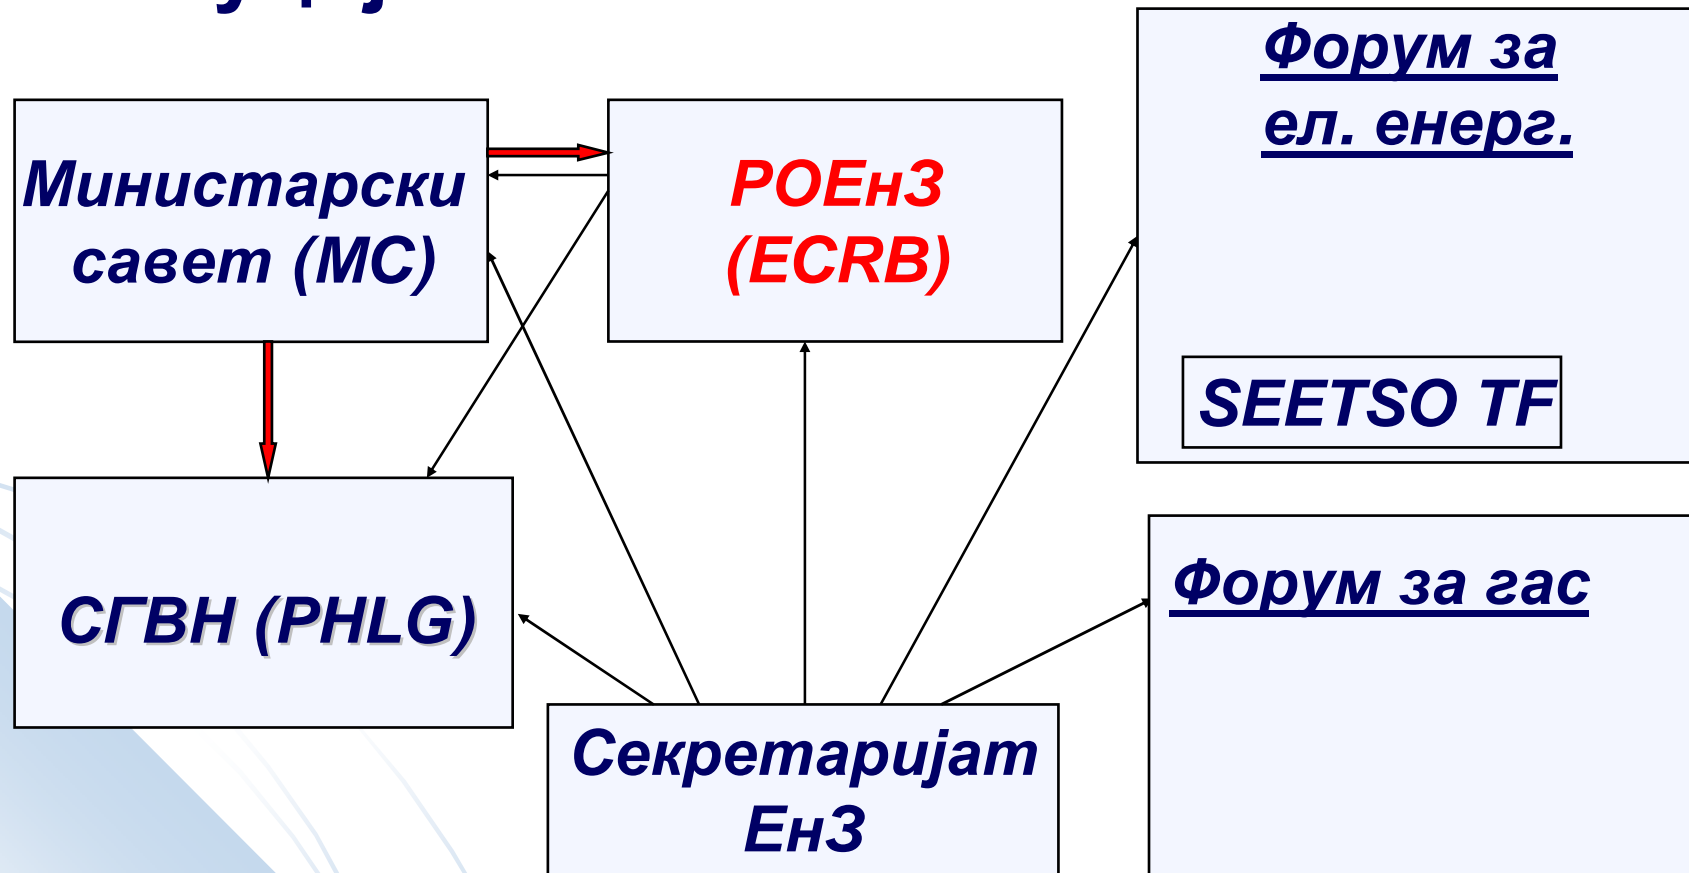 Министарски
савет (МС)
РОЕнЗ
(ECRB)
Форум за
ел. енерг.
SEETSO TF
СГВН (PHLG)
Форум за гас
Секретаријат
ЕнЗ